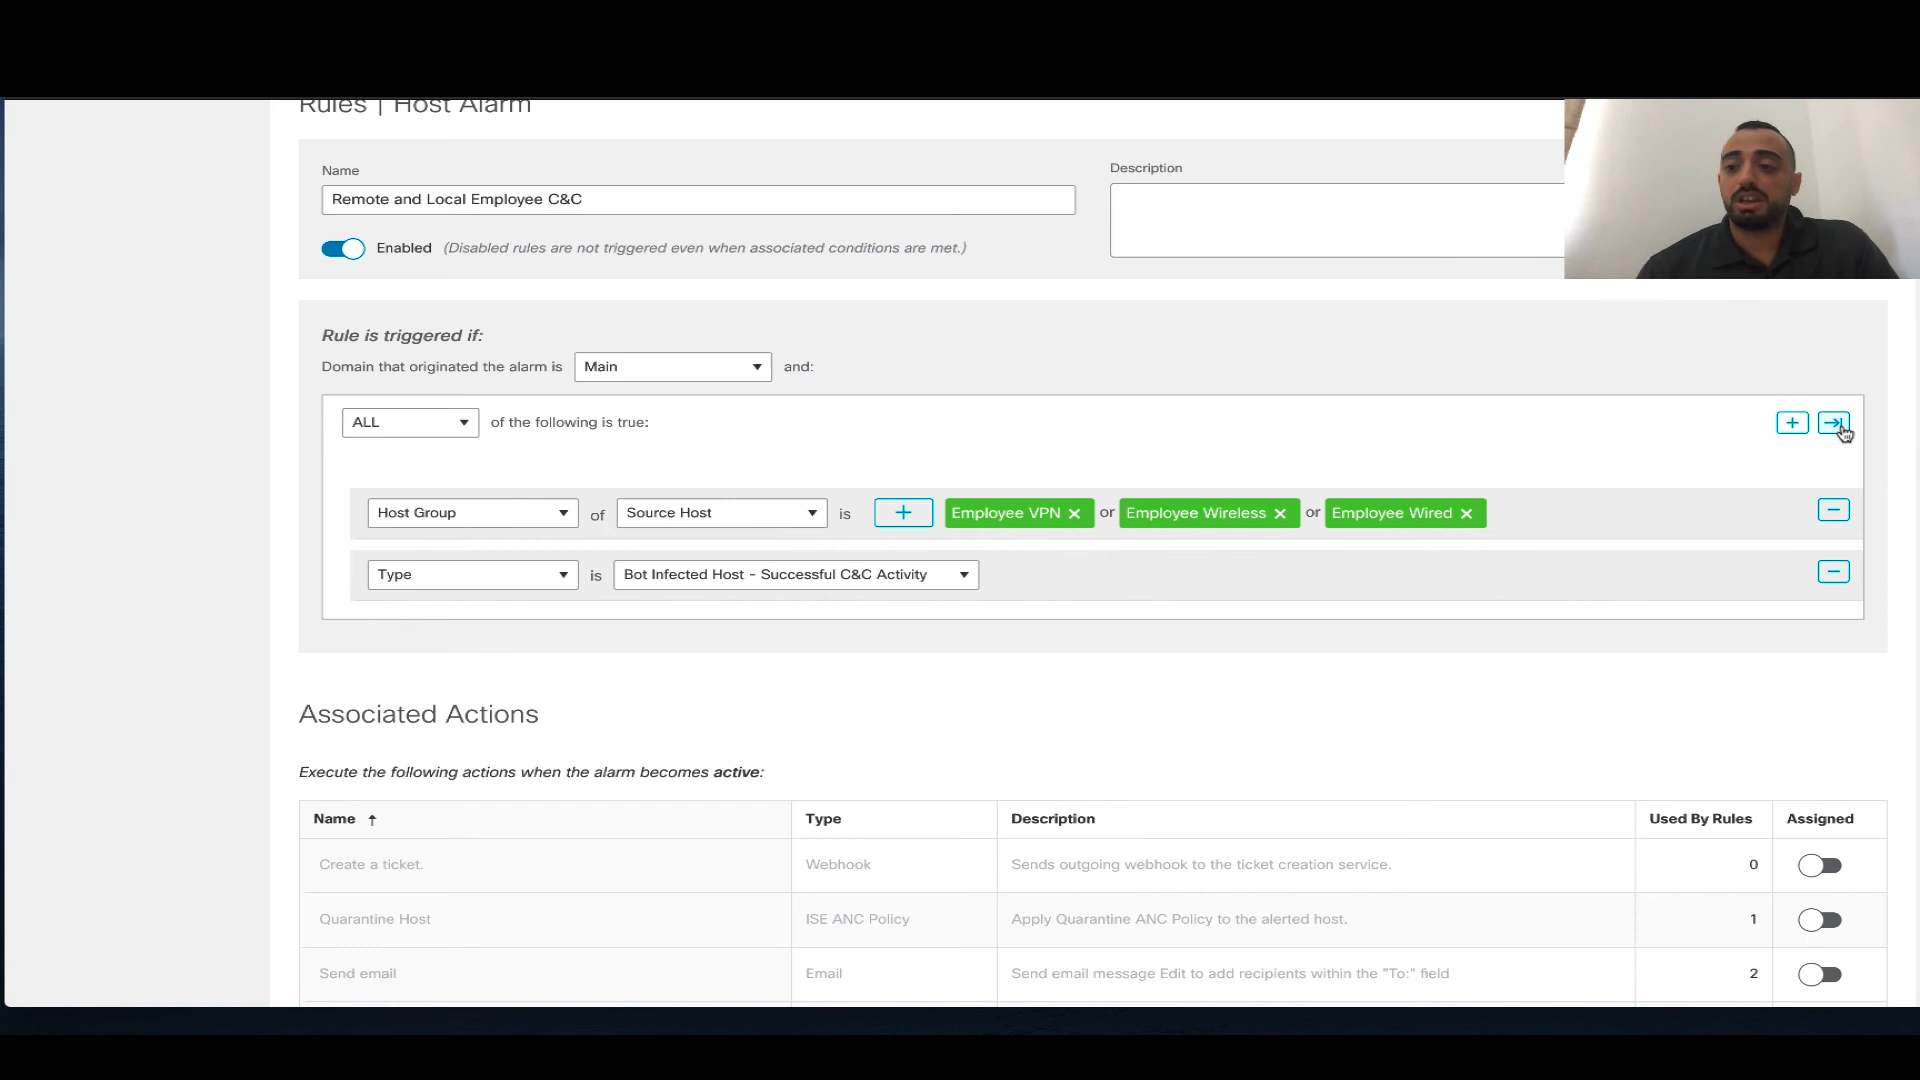 Rules | Host Alarm
Name
Description
Remote and Local Employee C&C
Enabled (Disabled rules are not triggered even when associated conditions are met.)
Rule is triggered if:
Domain that originated the alarm is Main and:
ALL of the following is true:
Host Group of Source Host is Employee VPN or Employee Wireless or Employee Wired
Type is Bot Infected Host - Successful C&C Activity
Associated Actions
Execute the following actions when the alarm becomes active:
Name Type Description Used By Rules Assigned
Create a ticket. Webhook Sends outgoing webhook to the ticket creation service. 0
Quarantine Host ISE ANC Policy Apply Quarantine ANC Policy to the alerted host. 1
Send email Email Send email message Edit to add recipients within the "To:" field 2